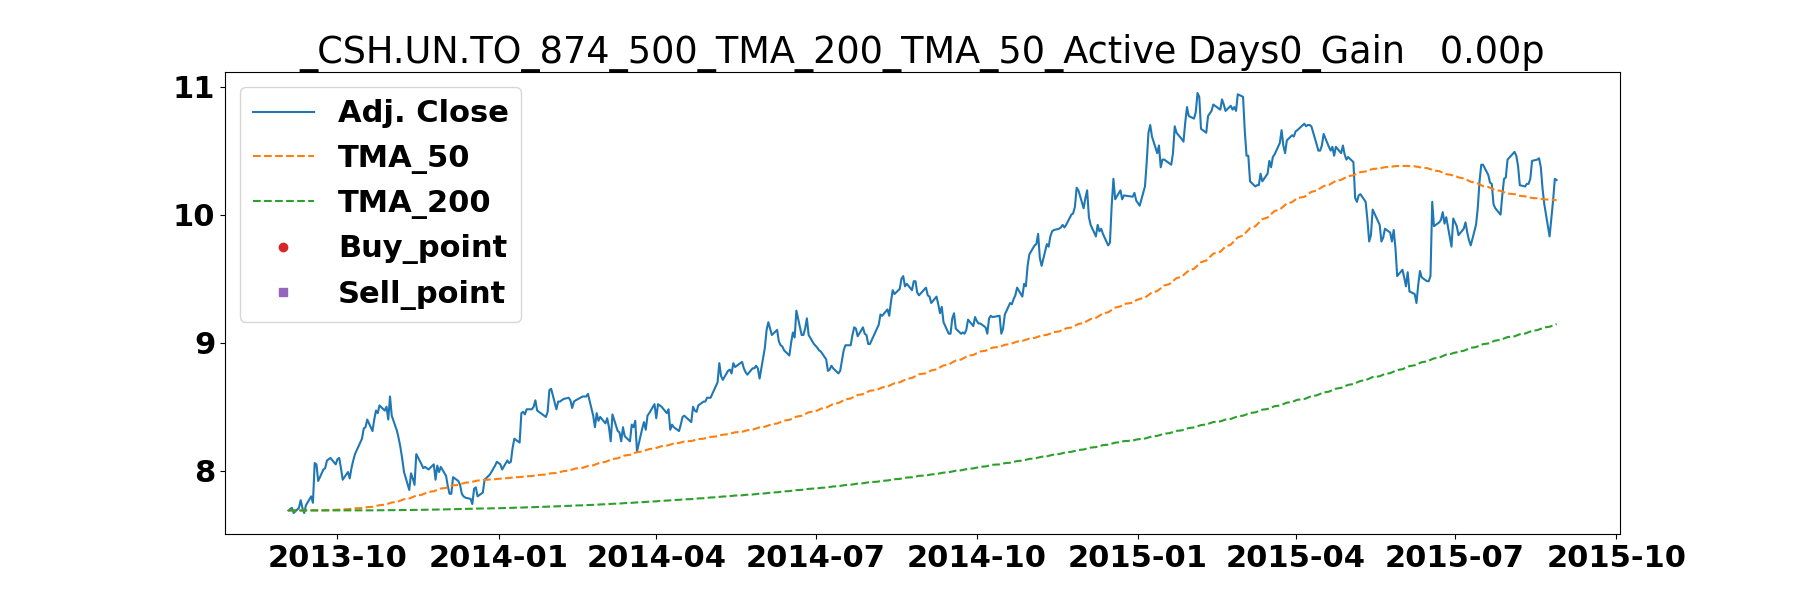 _CSH.UN.TO_874_500_TMA_200_TMA_50_Active Days0_Gain   0.00p
11
10
9
8
Adj. Close
TMA_50
TMA_200
Buy_point
Sell_point
2013-10 2014-01 2014-04 2014-07 2014-10 2015-01 2015-04 2015-07 2015-10